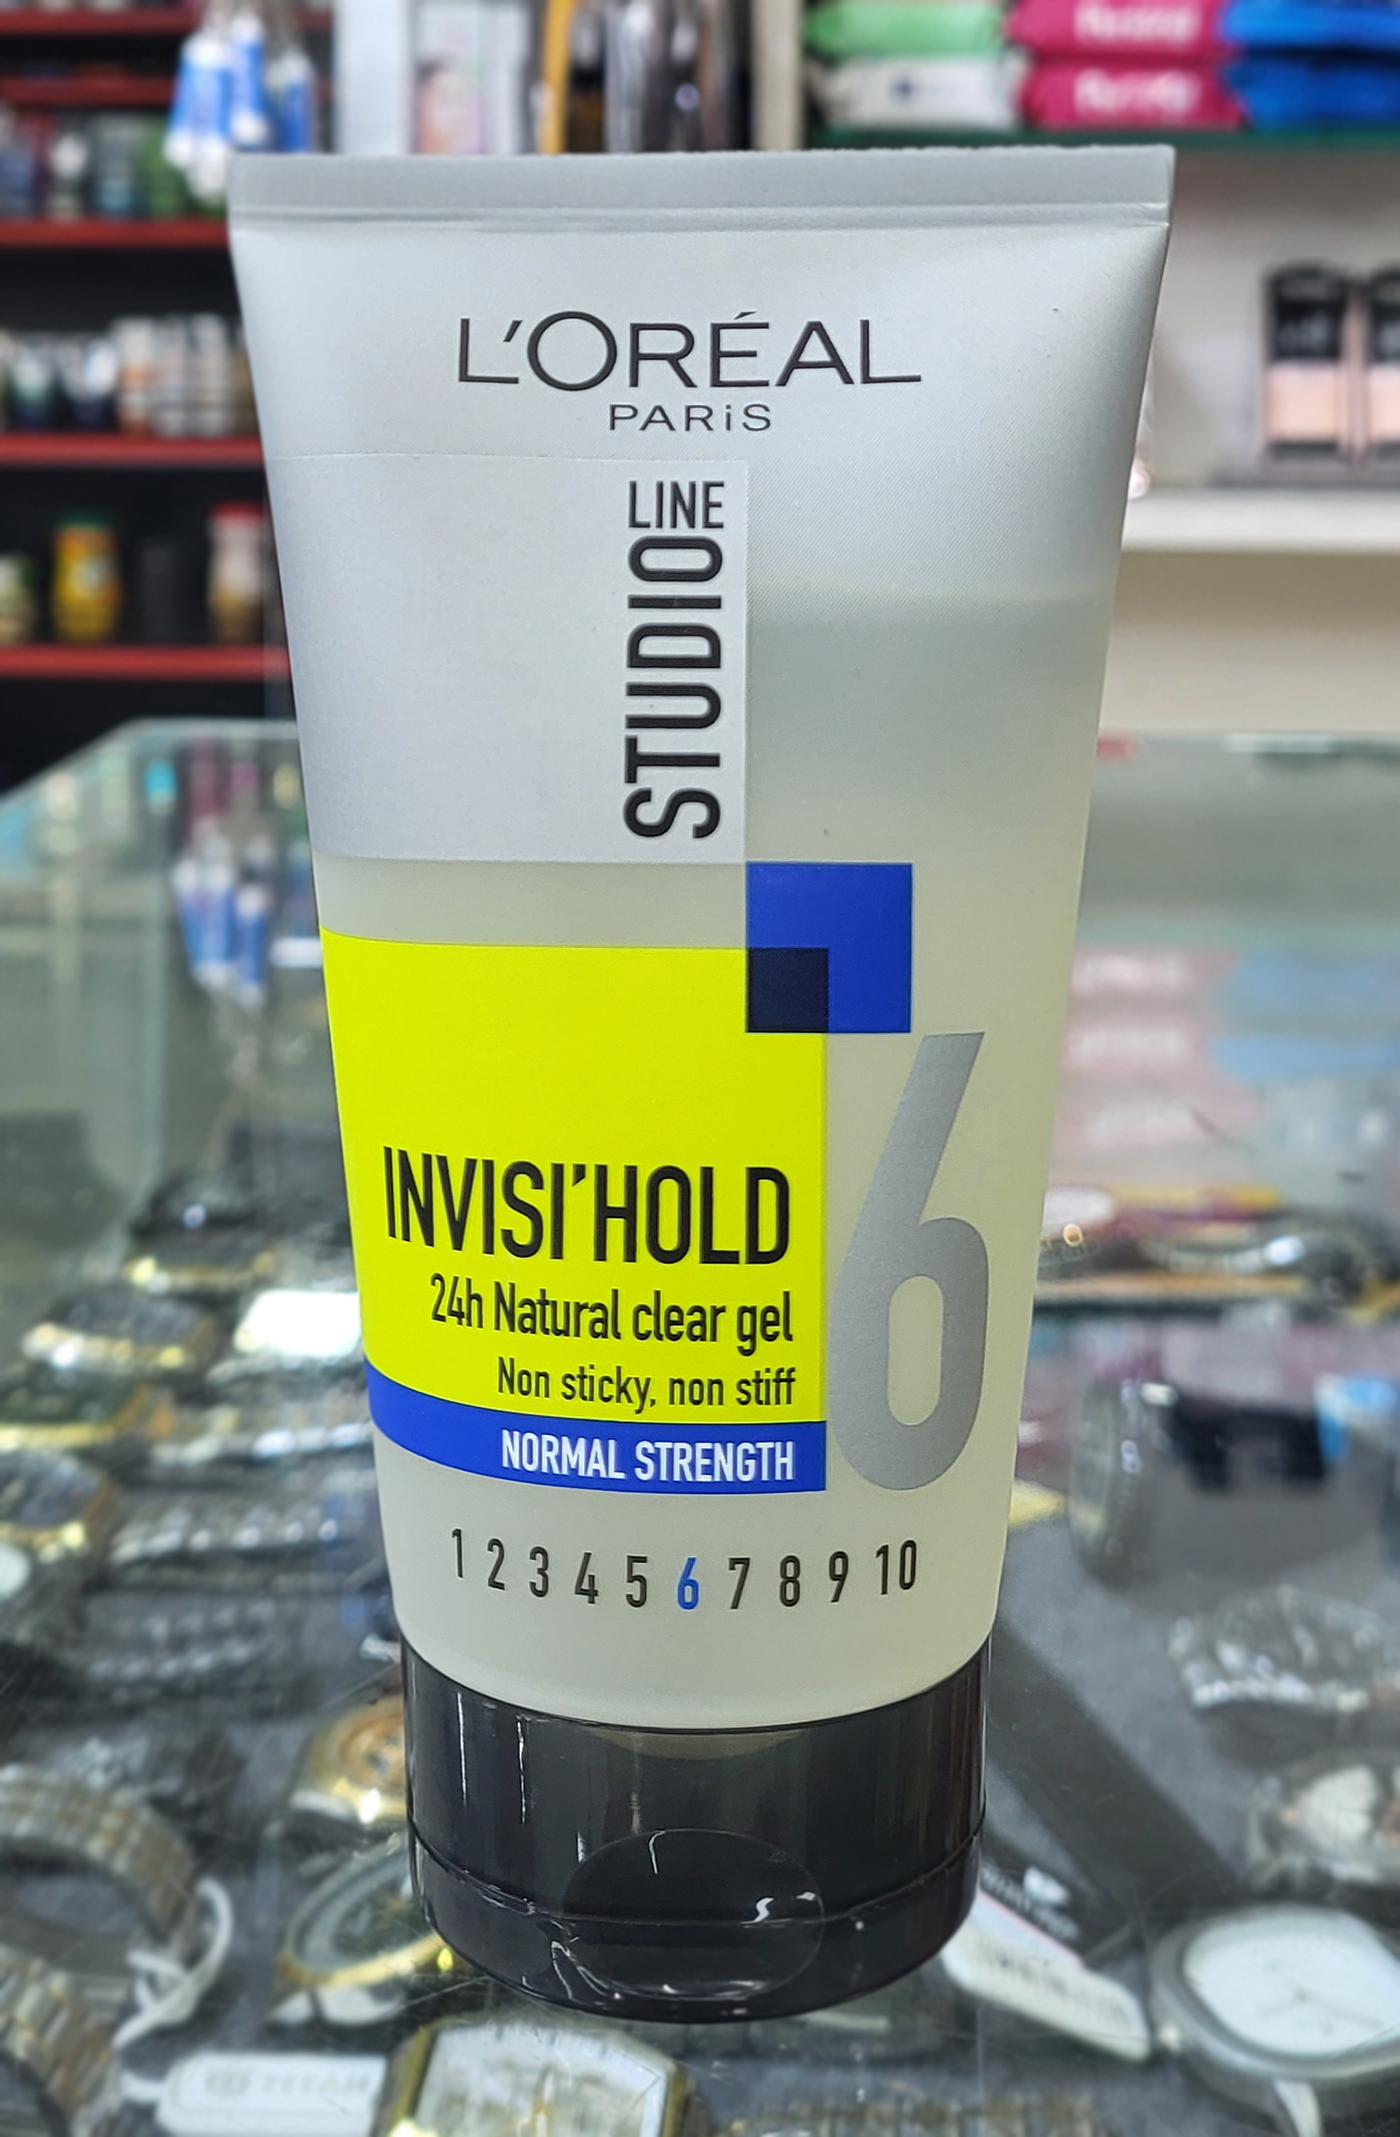 L'ORÉAL
PARiS
STUDIO LINE
INVISI'HOLD
24h Natural clear gel
Non sticky, non stiff
NORMAL STRENGTH
6
1 2 3 4 5 6 7 8 9 10